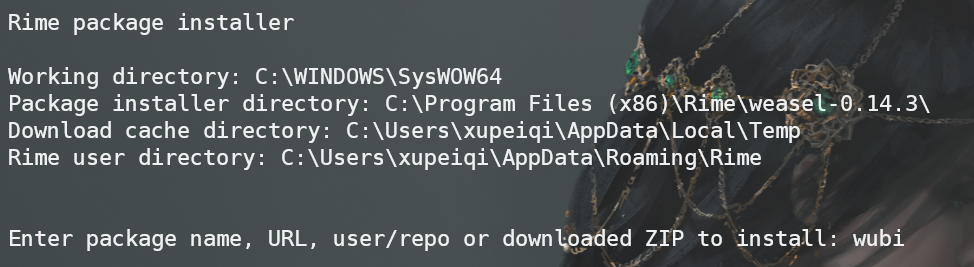 Rime package installer
Working directory: C:\WINDOWS\SysWOW64
Package installer directory: C:\Program Files (x86)\Rime\weasel-0.14.3\
Download cache directory: C:\Users\xupeiqi\AppData\Local\Temp
Rime user directory: C:\Users\xupeiqi\AppData\Roaming\Rime
Enter package name, URL, user/repo or downloaded ZIP to install: wubi